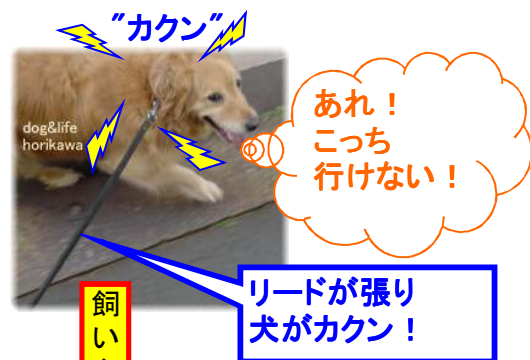 "カクン"
dog&life
horikawa
あれ！
こっち
行けない！
リードが張り
犬がカクン！
飼
い